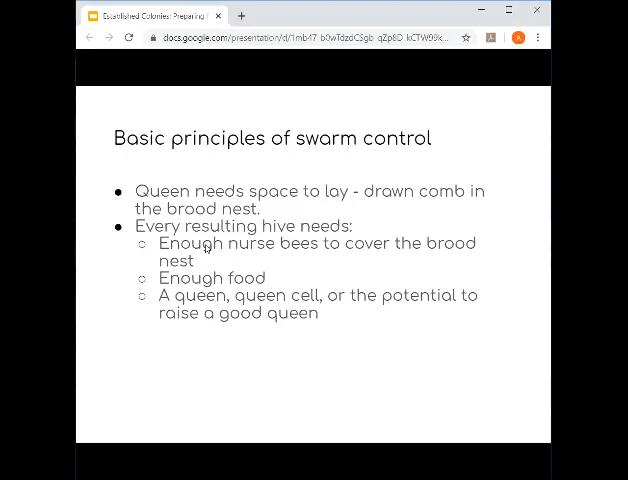 Established Colonies: Preparing
docs.google.com/presentation/d/
A
Basic principles of swarm control
● Queen needs space to lay - drawn comb in
the brood nest.
● Every resulting hive needs:
○ Enough nurse bees to cover the brood
nest
○ Enough food
○ A queen, queen cell, or the potential to
raise a good queen